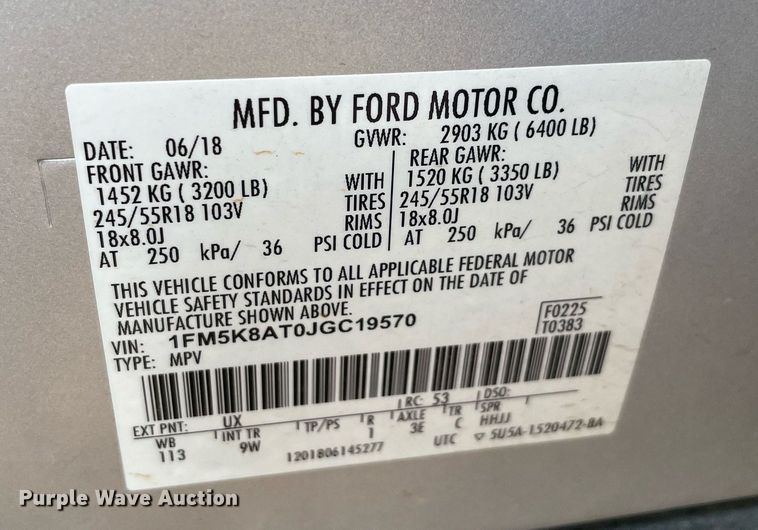 MFD. BY FORD MOTOR CO.
DATE: 06/18 GVWR: 2903 KG ( 6400 LB)
FRONT GAWR: REAR GAWR:
1452 KG ( 3200 LB) WITH 1520 KG ( 3350 LB) WITH
245/55R18 103V TIRES 245/55R18 103V TIRES
18x8.0J RIMS 18x8.0J RIMS
AT 250 kPa/ 36 PSI COLD AT 250 kPa/ 36 PSI COLD
THIS VEHICLE CONFORMS TO ALL APPLICABLE FEDERAL MOTOR
VEHICLE SAFETY STANDARDS IN EFFECT ON THE DATE OF
MANUFACTURE SHOWN ABOVE.
VIN: 1FM5K8AT0JGC19570 F0225
TYPE: MPV T0383
EXT PNT: UX RC: 53 DSO:
WB INT TR TP/PS R AXLE TR SPR
113 9W 1 3E C HHJJ
1201806145277 UTC ▽ 5U5A-1520472-BA
Purple Wave Auction